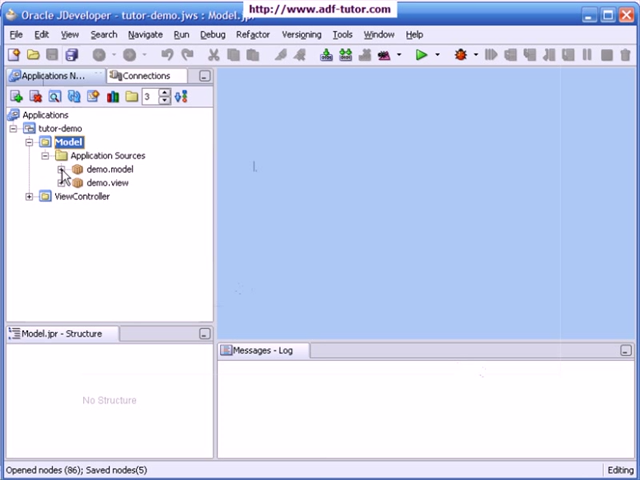 Oracle JDeveloper - tutor-demo.jws : Model.jpr
http://www.adf-tutor.com
File Edit View Search Navigate Run Debug Refactor Versioning Tools Window Help
Applications N... Connections
3
Applications
tutor-demo
Model
Application Sources
demo.model
demo.view
ViewController
Model.jpr - Structure
No Structure
Messages - Log
Opened nodes (86); Saved nodes(5) Editing